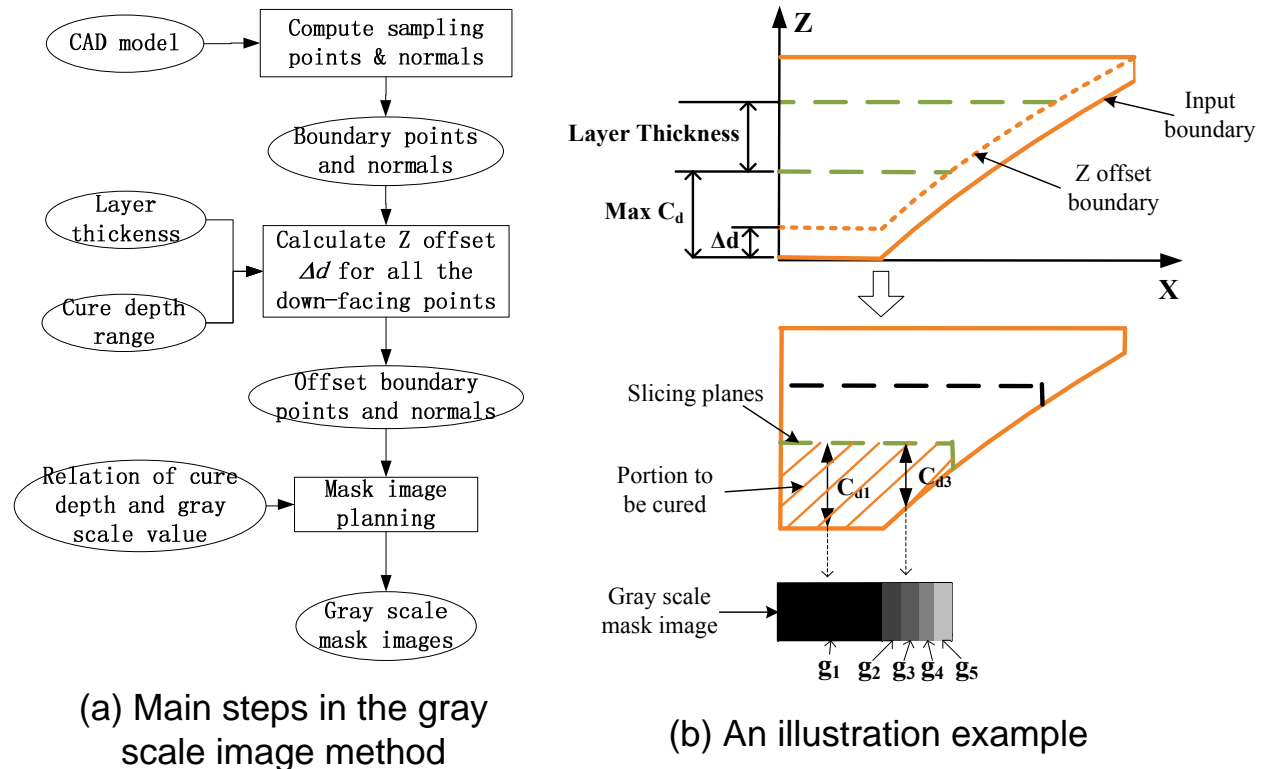 CAD model
Compute sampling
points & normals
Boundary points
and normals
Layer
thickenss
Cure depth
range
Calculate Z offset
Δd for all the
down-facing points
Offset boundary
points and normals
Relation of cure
depth and gray
scale value
Mask image
planning
Gray scale
mask images
(a) Main steps in the gray
scale image method
Z
Layer Thickness
Max Cd
Δd
Input
boundary
Z offset
boundary
X
Slicing planes
Portion to
be cured
Cd1
Cd3
Gray scale
mask image
g1 g2 g3 g4 g5
(b) An illustration example